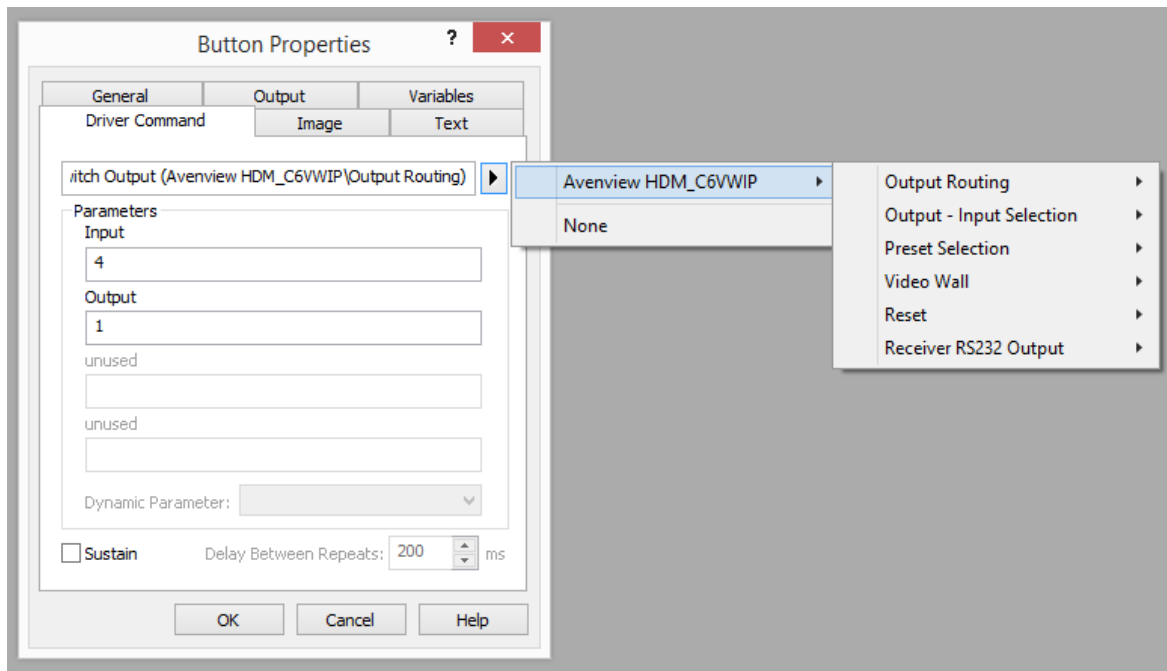 Button Properties
?
General Output Variables
Driver Command Image Text
itch Output (Avenview HDM_C6VWIP\Output Routing)
Parameters
Input
4
Output
1
unused
unused
Dynamic Parameter:
Sustain Delay Between Repeats: 200 ms
OK Cancel Help
Avenview HDM_C6VWIP
None
Output Routing
Output - Input Selection
Preset Selection
Video Wall
Reset
Receiver RS232 Output